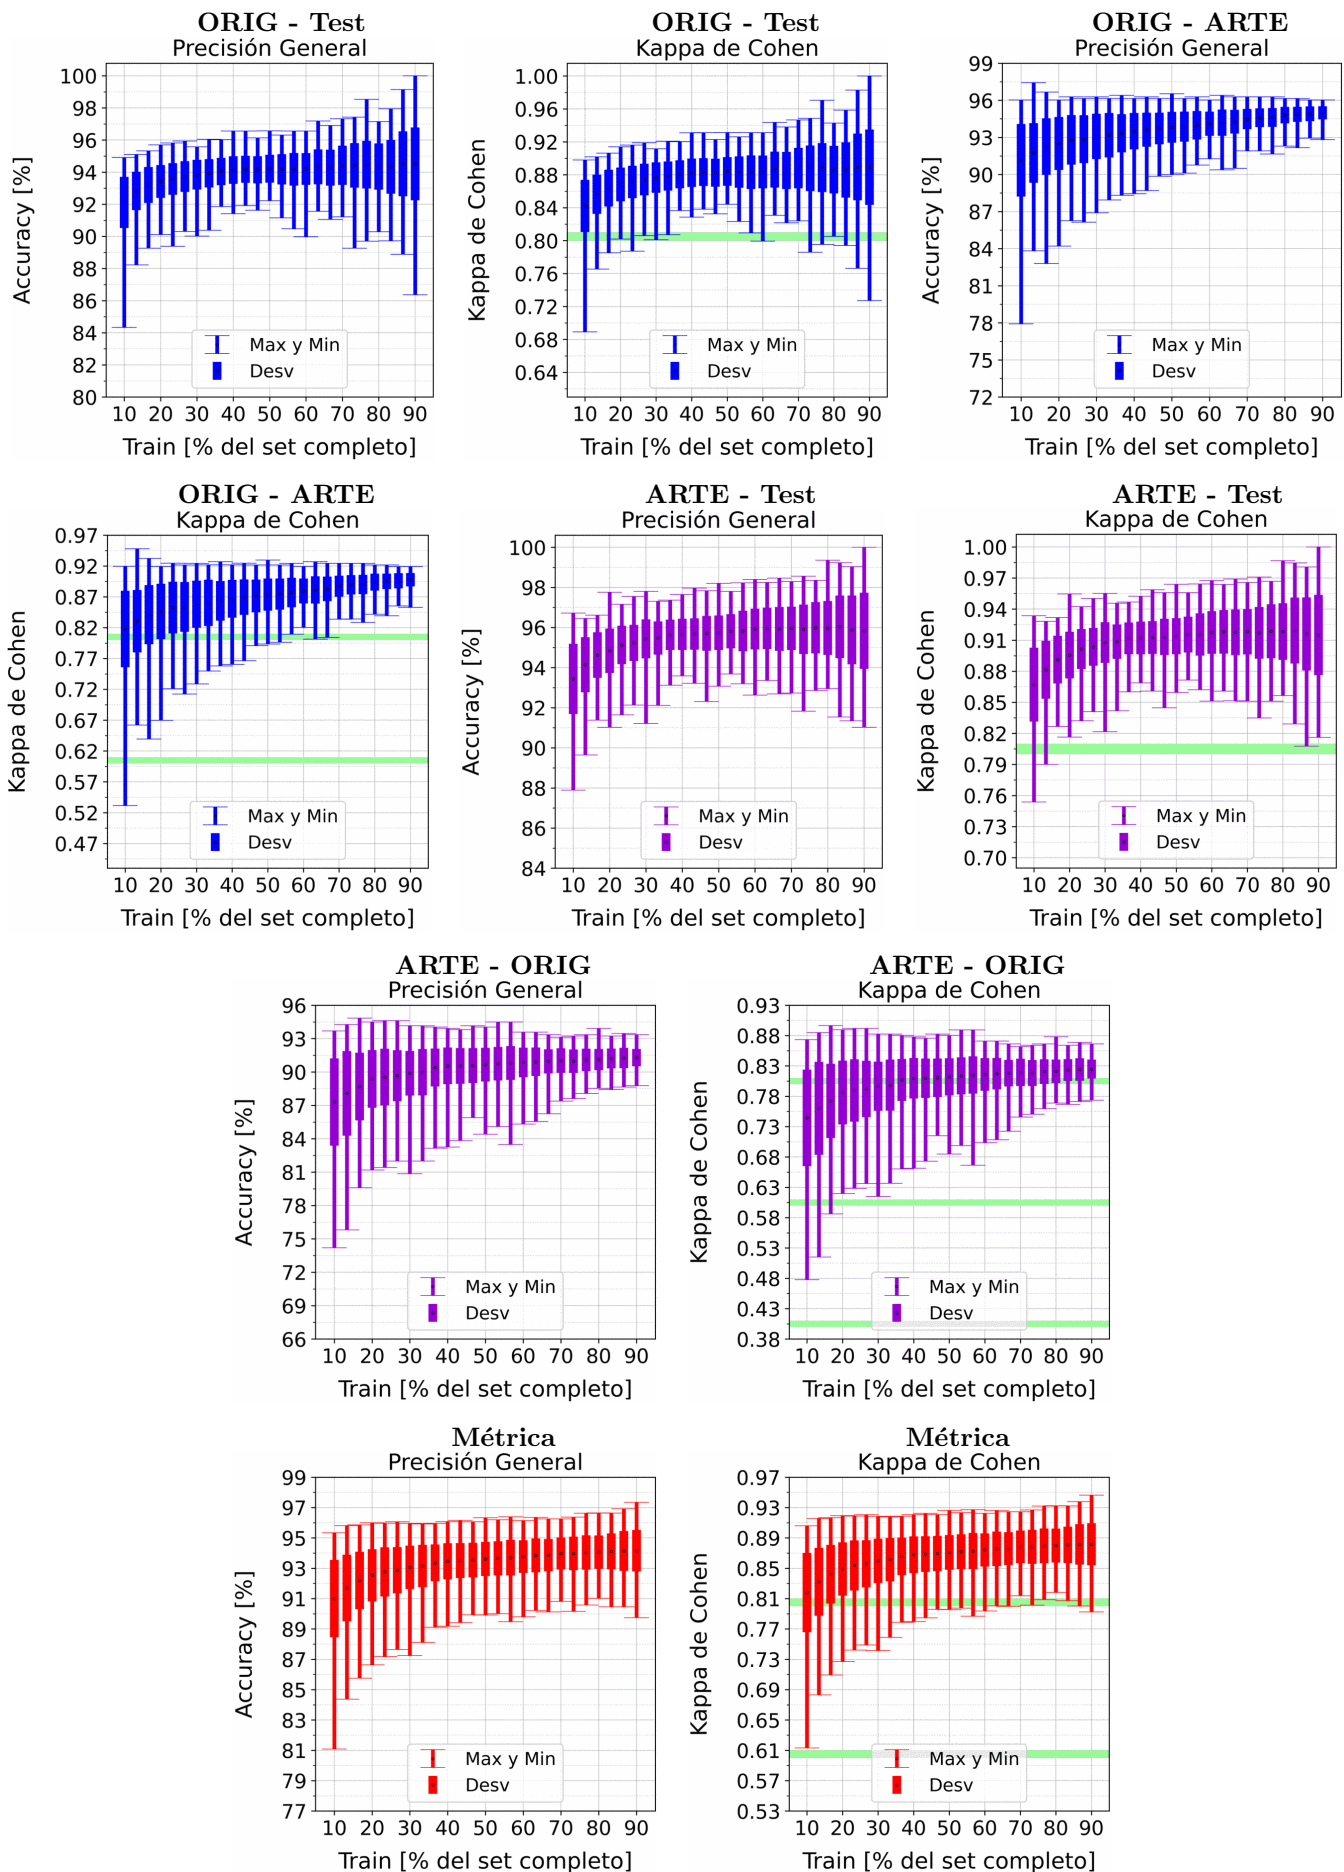 ORIG - Test
Precisión General
Accuracy [%]
100
98
96
94
92
90
88
86
84
82
80
Max y Min
Desv
10 20 30 40 50 60 70 80 90
Train [% del set completo]
ORIG - Test
Kappa de Cohen
Kappa de Cohen
1.00
0.96
0.92
0.88
0.84
0.80
0.76
0.72
0.68
0.64
Max y Min
Desv
10 20 30 40 50 60 70 80 90
Train [% del set completo]
ORIG - ARTE
Precisión General
Accuracy [%]
99
96
93
90
87
84
81
78
75
72
Max y Min
Desv
10 20 30 40 50 60 70 80 90
Train [% del set completo]
ORIG - ARTE
Kappa de Cohen
Kappa de Cohen
0.97
0.92
0.87
0.82
0.77
0.72
0.67
0.62
0.57
0.52
0.47
Max y Min
Desv
10 20 30 40 50 60 70 80 90
Train [% del set completo]
ARTE - Test
Precisión General
Accuracy [%]
100
98
96
94
92
90
88
86
84
Max y Min
Desv
10 20 30 40 50 60 70 80 90
Train [% del set completo]
ARTE - Test
Kappa de Cohen
Kappa de Cohen
1.00
0.97
0.94
0.91
0.88
0.85
0.82
0.79
0.76
0.73
0.70
Max y Min
Desv
10 20 30 40 50 60 70 80 90
Train [% del set completo]
ARTE - ORIG
Precisión General
Accuracy [%]
96
93
90
87
84
81
78
75
72
69
66
Max y Min
Desv
10 20 30 40 50 60 70 80 90
Train [% del set completo]
ARTE - ORIG
Kappa de Cohen
Kappa de Cohen
0.93
0.88
0.83
0.78
0.73
0.68
0.63
0.58
0.53
0.48
0.43
0.38
Max y Min
Desv
10 20 30 40 50 60 70 80 90
Train [% del set completo]
Métrica
Precisión General
Accuracy [%]
99
97
95
93
91
89
87
85
83
81
79
77
Max y Min
Desv
10 20 30 40 50 60 70 80 90
Train [% del set completo]
Métrica
Kappa de Cohen
Kappa de Cohen
0.97
0.93
0.89
0.85
0.81
0.77
0.73
0.69
0.65
0.61
0.57
0.53
Max y Min
Desv
10 20 30 40 50 60 70 80 90
Train [% del set completo]